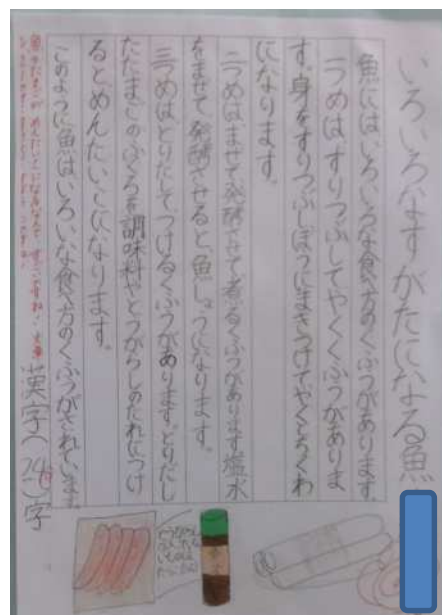 いろいろなすがたになる魚
魚にはいろいろな食べ方のくふうがあります。
一つめはすりつぶしてやくくふうがありま
す。身をすりつぶしぼうにまきつけてやくとちくわ
になります。
二つめはまぜて発酵させて煮るくふうがあります塩水
をまぜて発酵させると、魚しょうになります。
三つめはとりだしてつけるくふうがあります。とりだし
たたまごのふくろを調味料やとうがらしのたれにつけ
るとめんたいこになります。
このように魚はいろいな食べ方のくふうがされています。
漢字
字